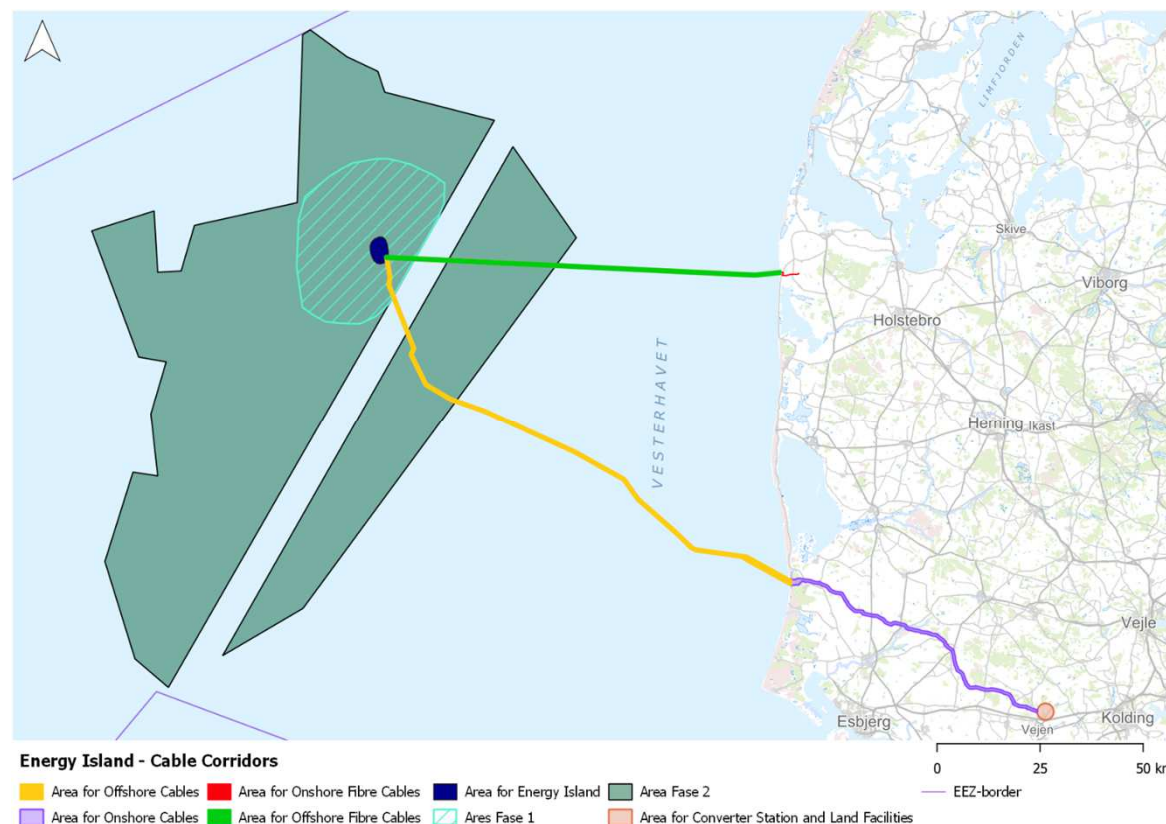 LIMFJORDEN
Skive
Viborg
Holstebro
VESTERHAVET
Herning
Ikast
Vejle
Esbjerg
Vejen
Kolding
Energy Island - Cable Corridors
0 25 50 km
Area for Offshore Cables Area for Onshore Fibre Cables Area for Energy Island Area Fase 2 EEZ-border
Area for Onshore Cables Area for Offshore Fibre Cables Ares Fase 1 Area for Converter Station and Land Facilities